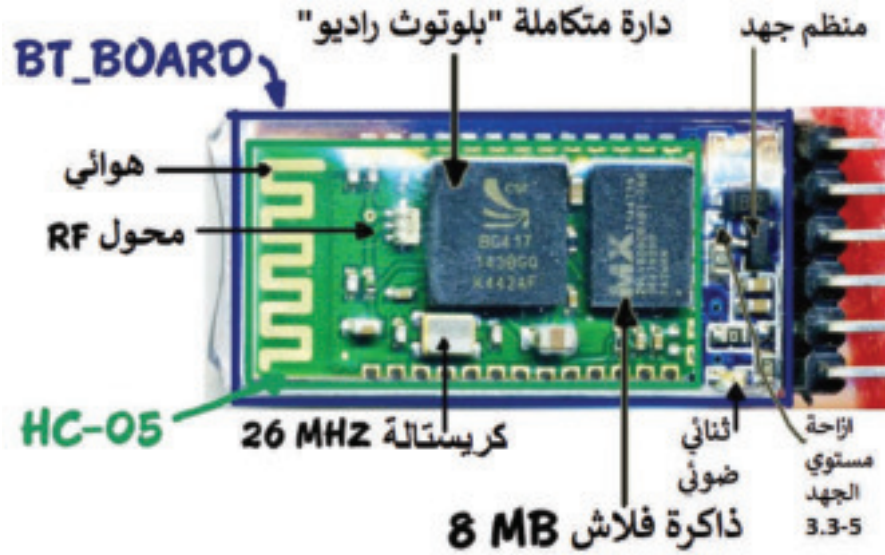 دارة متكاملة "بلوتوث راديو"
منظم جهد
BT_BOARD
هوائي
محول RF
HC-05
كريستالة 26 MHZ
ثنائي
ضوئي
ازاحة
مستوي
الجهد
3.3-5
ذاكرة فلاش 8 MB
BC417
MX